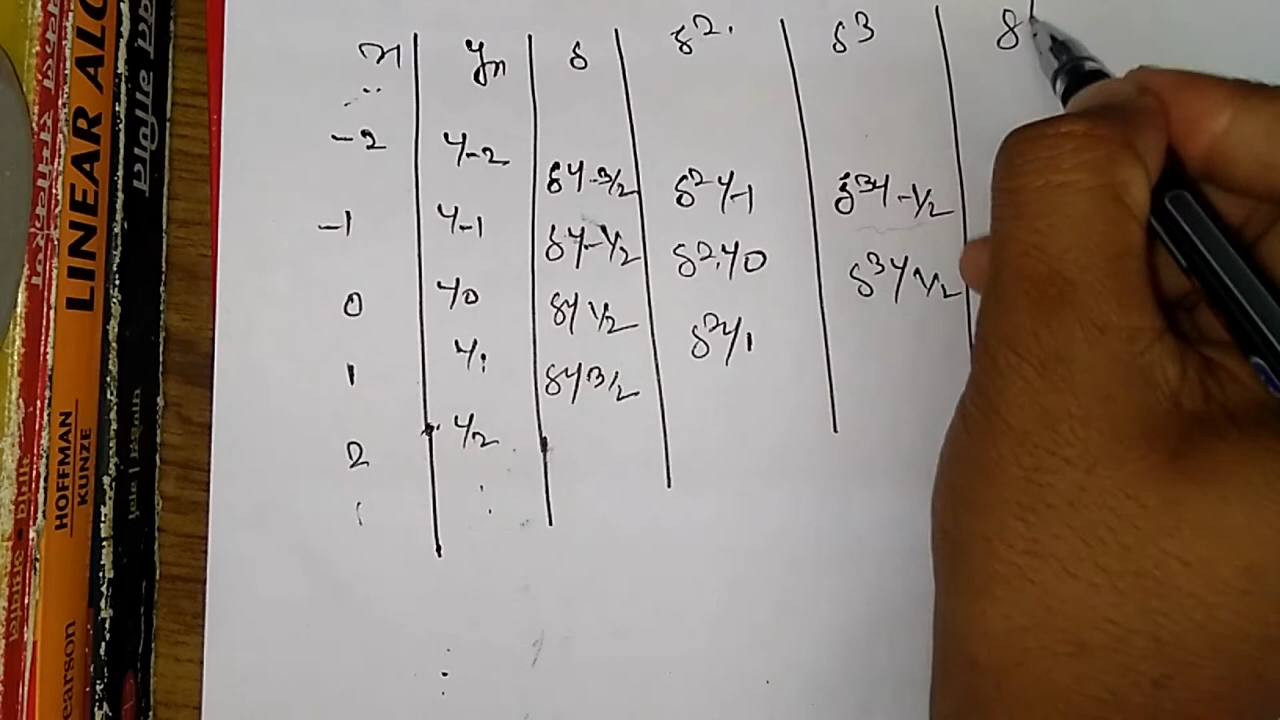 x yₙ δ δ². δ³ δ
-2 y-2
δy-3/2 δ²y-1 δ³y-1/2
-1 y-1
δy-1/2 δ²y0 δ³y1/2
0 y0
δy1/2 δ²y1
1 y1
δy3/2
2 y2
LINEAR ALG
HOFFMAN
KUNZE
earson